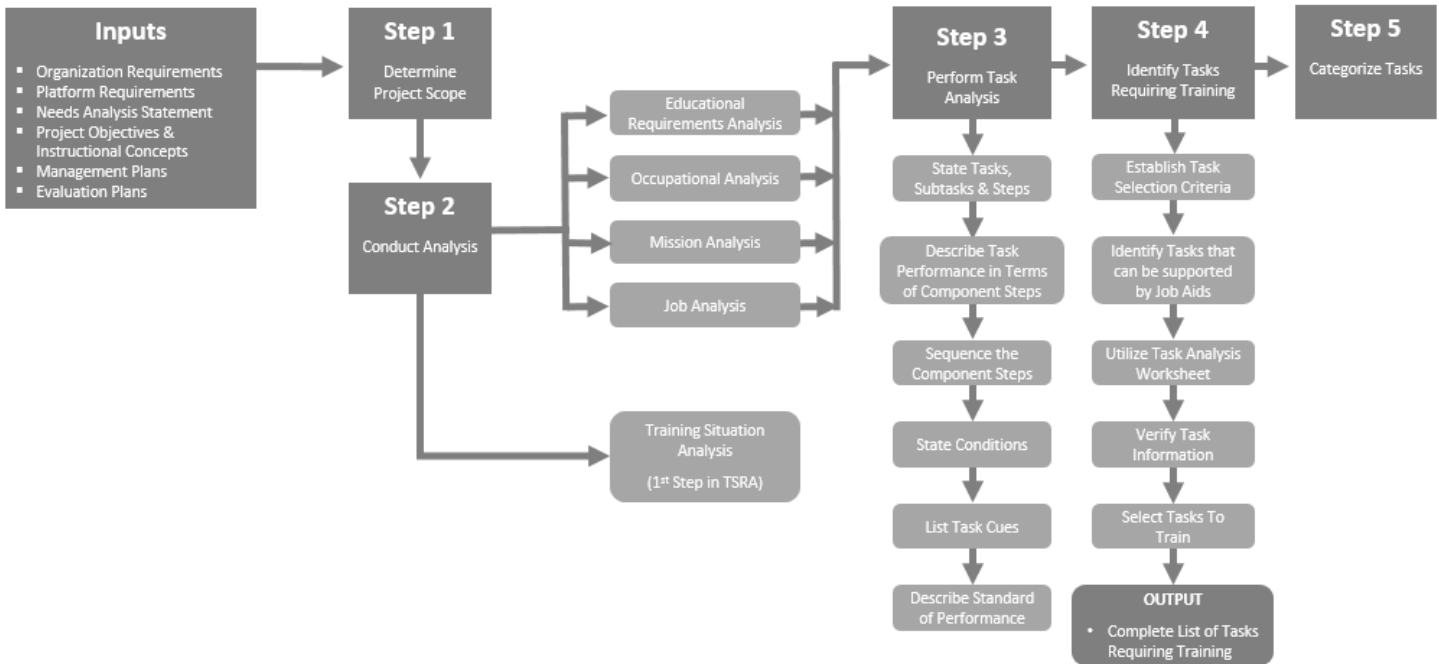 Inputs
▪ Organization Requirements
▪ Platform Requirements
▪ Needs Analysis Statement
▪ Project Objectives &
Instructional Concepts
▪ Management Plans
▪ Evaluation Plans
Step 1
Determine
Project Scope
Step 2
Conduct Analysis
Educational
Requirements Analysis
Occupational Analysis
Mission Analysis
Job Analysis
Training Situation
Analysis
(1st Step in TSRA)
Step 3
Perform Task
Analysis
State Tasks,
Subtasks & Steps
Describe Task
Performance in Terms
of Component Steps
Sequence the
Component Steps
State Conditions
List Task Cues
Describe Standard
of Performance
Step 4
Identify Tasks
Requiring Training
Establish Task
Selection Criteria
Identify Tasks that
can be supported
by Job Aids
Utilize Task Analysis
Worksheet
Verify Task
Information
Select Tasks To
Train
OUTPUT
• Complete List of Tasks
Requiring Training
Step 5
Categorize Tasks